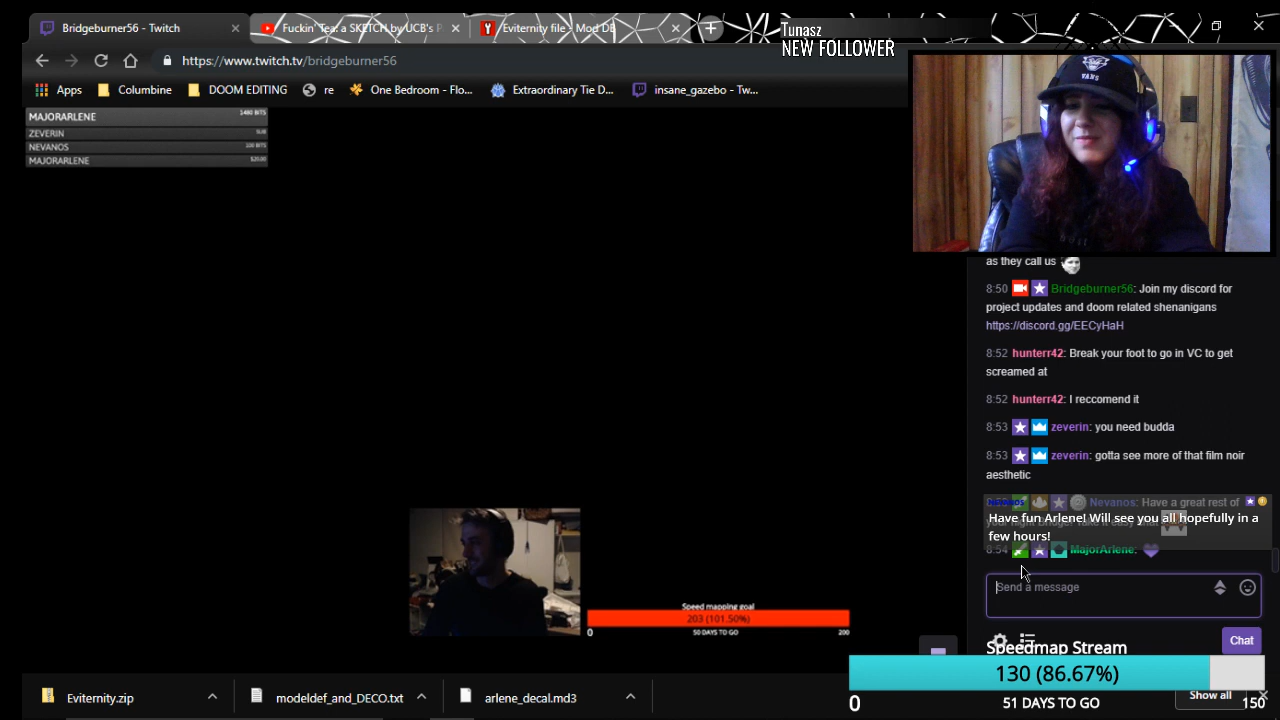 Bridgeburner56 - Twitch
Fuckin' Tea: a SKETCH by UCB's P
Eviternity file - Mod DB
Tunasz
NEW FOLLOWER
https://www.twitch.tv/bridgeburner56
Apps
Columbine
DOOM EDITING
re
One Bedroom - Flo...
Extraordinary Tie D...
insane_gazebo - Tw...
MAJORARLENE 1480 BITS
ZEVERIN SUB
NEVANOS
MAJORARLENE $20.00
VANS
as they call us
8:50 Bridgeburner56: Join my discord for
project updates and doom related shenanigans
https://discord.gg/EECyHaH
8:52 hunterr42: Break your foot to go in VC to get
screamed at
8:52 hunterr42: I reccomend it
8:53 zeverin: you need budda
8:53 zeverin: gotta see more of that film noir
aesthetic
Nevanos: Have a great rest of
Have fun Arlene! Will see you all hopefully in a
few hours!
8:54 MajorArlene:
Send a message
Chat
Speed mapping goal
203 (101.50%)
0 50 DAYS TO GO 200
Speedmap Stream
130 (86.67%)
0 51 DAYS TO GO 150
Eviternity.zip
modeldef_and_DECO.txt
arlene_decal.md3
Show all